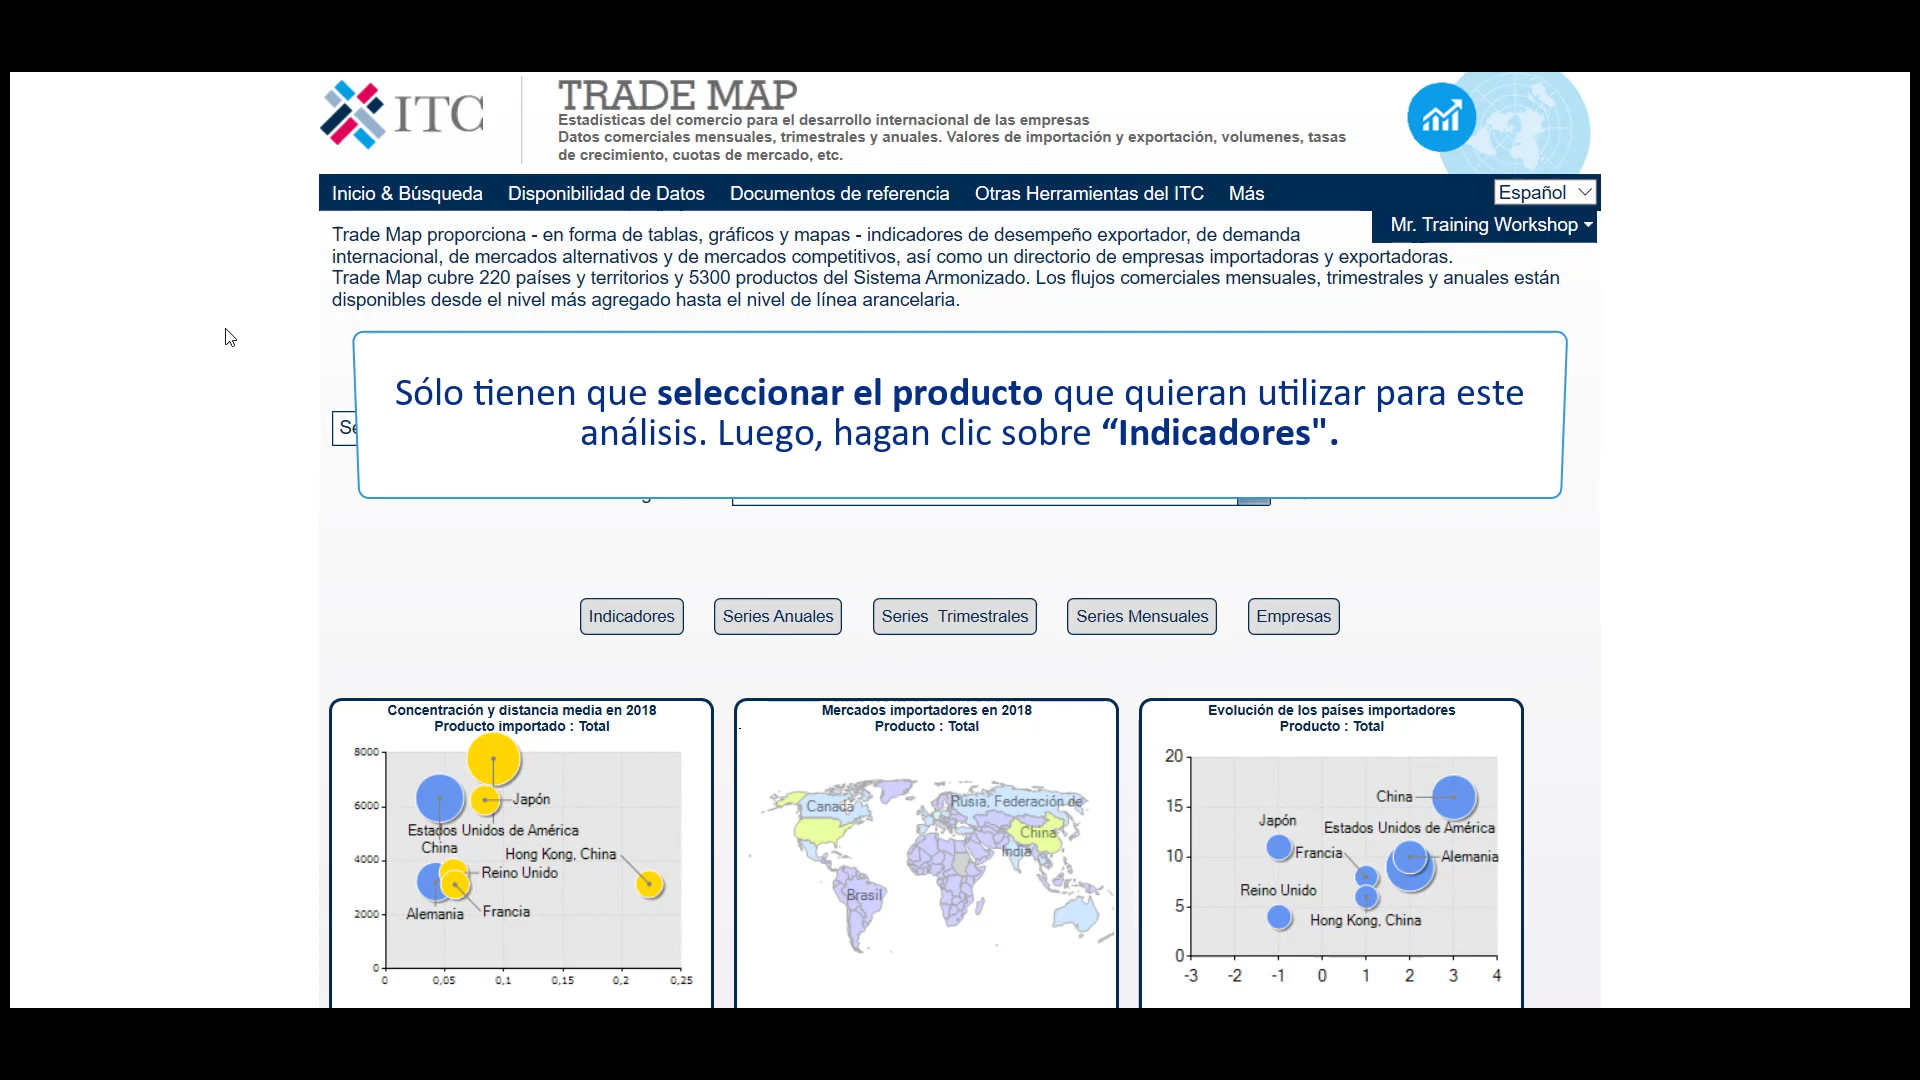 ITC
TRADE MAP
Estadísticas del comercio para el desarrollo internacional de las empresas
Datos comerciales mensuales, trimestrales y anuales. Valores de importación y exportación, volumenes, tasas
de crecimiento, cuotas de mercado, etc.
Inicio & Búsqueda Disponibilidad de Datos Documentos de referencia Otras Herramientas del ITC Más Español
Mr. Training Workshop
Trade Map proporciona - en forma de tablas, gráficos y mapas - indicadores de desempeño exportador, de demanda
internacional, de mercados alternativos y de mercados competitivos, así como un directorio de empresas importadoras y exportadoras.
Trade Map cubre 220 países y territorios y 5300 productos del Sistema Armonizado. Los flujos comerciales mensuales, trimestrales y anuales están
disponibles desde el nivel más agregado hasta el nivel de línea arancelaria.
Sólo tienen que seleccionar el producto que quieran utilizar para este
análisis. Luego, hagan clic sobre “Indicadores".
Indicadores Series Anuales Series Trimestrales Series Mensuales Empresas
Concentración y distancia media en 2018
Producto importado : Total
8000
6000
4000
2000
0
Japón
Estados Unidos de América
China
Hong Kong, China
Reino Unido
Alemania
Francia
0 0,05 0,1 0,15 0,2 0,25
Mercados importadores en 2018
Producto : Total
Canadá
Rusia, Federación de
China
India
Brasil
Evolución de los países importadores
Producto : Total
20
15
10
5
0
China
Japón
Estados Unidos de América
Francia
Alemania
Reino Unido
Hong Kong, China
-3 -2 -1 0 1 2 3 4